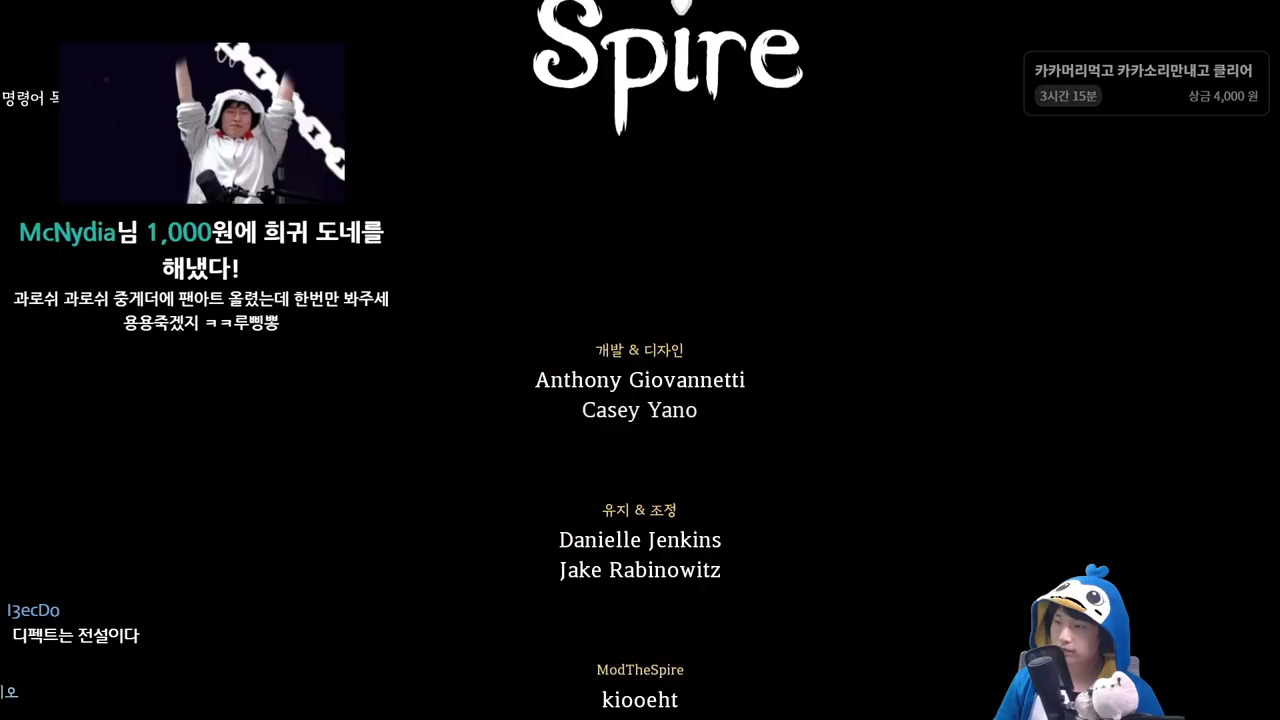 Spire
명령어
카카머리먹고 카카소리만내고 클리어
3시간 15분
상금 4,000 원
McNydia님 1,000원에 희귀 도네를
해냈다!
과로쉬 과로쉬 중게더에 팬아트 올렸는데 한번만 봐주세
용용죽겠지 ㅋㅋ루삥뽕
개발 & 디자인
Anthony Giovannetti
Casey Yano
유지 & 조정
Danielle Jenkins
Jake Rabinowitz
l3ecDo
디펙트는 전설이다
ModTheSpire
kiooeht